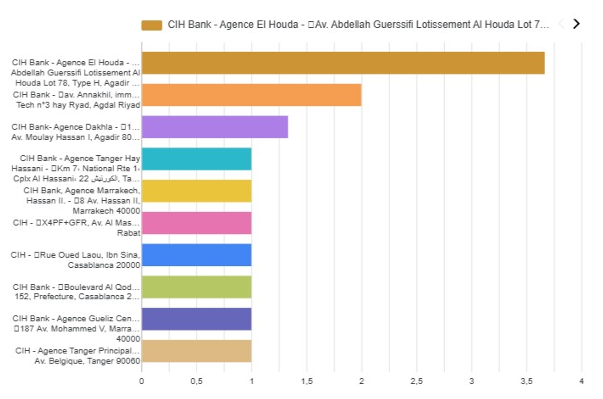 CIH Bank - Agence El Houda - ▯Av. Abdellah Guerssifi Lotissement Al Houda Lot 7…
CIH Bank - Agence El Houda - …
Abdellah Guerssifi Lotissement Al
Houda Lot 78, Type H, Agadir …
CIH Bank - ▯av. Annakhil, imm…
Tech n°3 hay Ryad, Agdal Riyad
CIH Bank- Agence Dakhla - ▯1…
Av. Moulay Hassan I, Agadir 80…
CIH Bank - Agence Tanger Hay
Hassani - ▯Km 7، National Rte 1،
Cplx Al Hassani، 22 الكورنيش. Ta…
CIH Bank, Agence Marrakech,
Hassan II. - ▯8 Av. Hassan II,
Marrakech 40000
CIH - ▯X4PF+GFR, Av. Al Mas…
Rabat
CIH - ▯Rue Oued Laou, Ibn Sina,
Casablanca 20000
CIH Bank - ▯Boulevard Al Qod…
152, Prefecture, Casablanca 2…
CIH Bank - Agence Gueliz Cen…
▯187 Av. Mohammed V, Marra…
40000
CIH - Agence Tanger Principal…
Av. Belgique, Tanger 90060
0 0,5 1 1,5 2 2,5 3 3,5 4